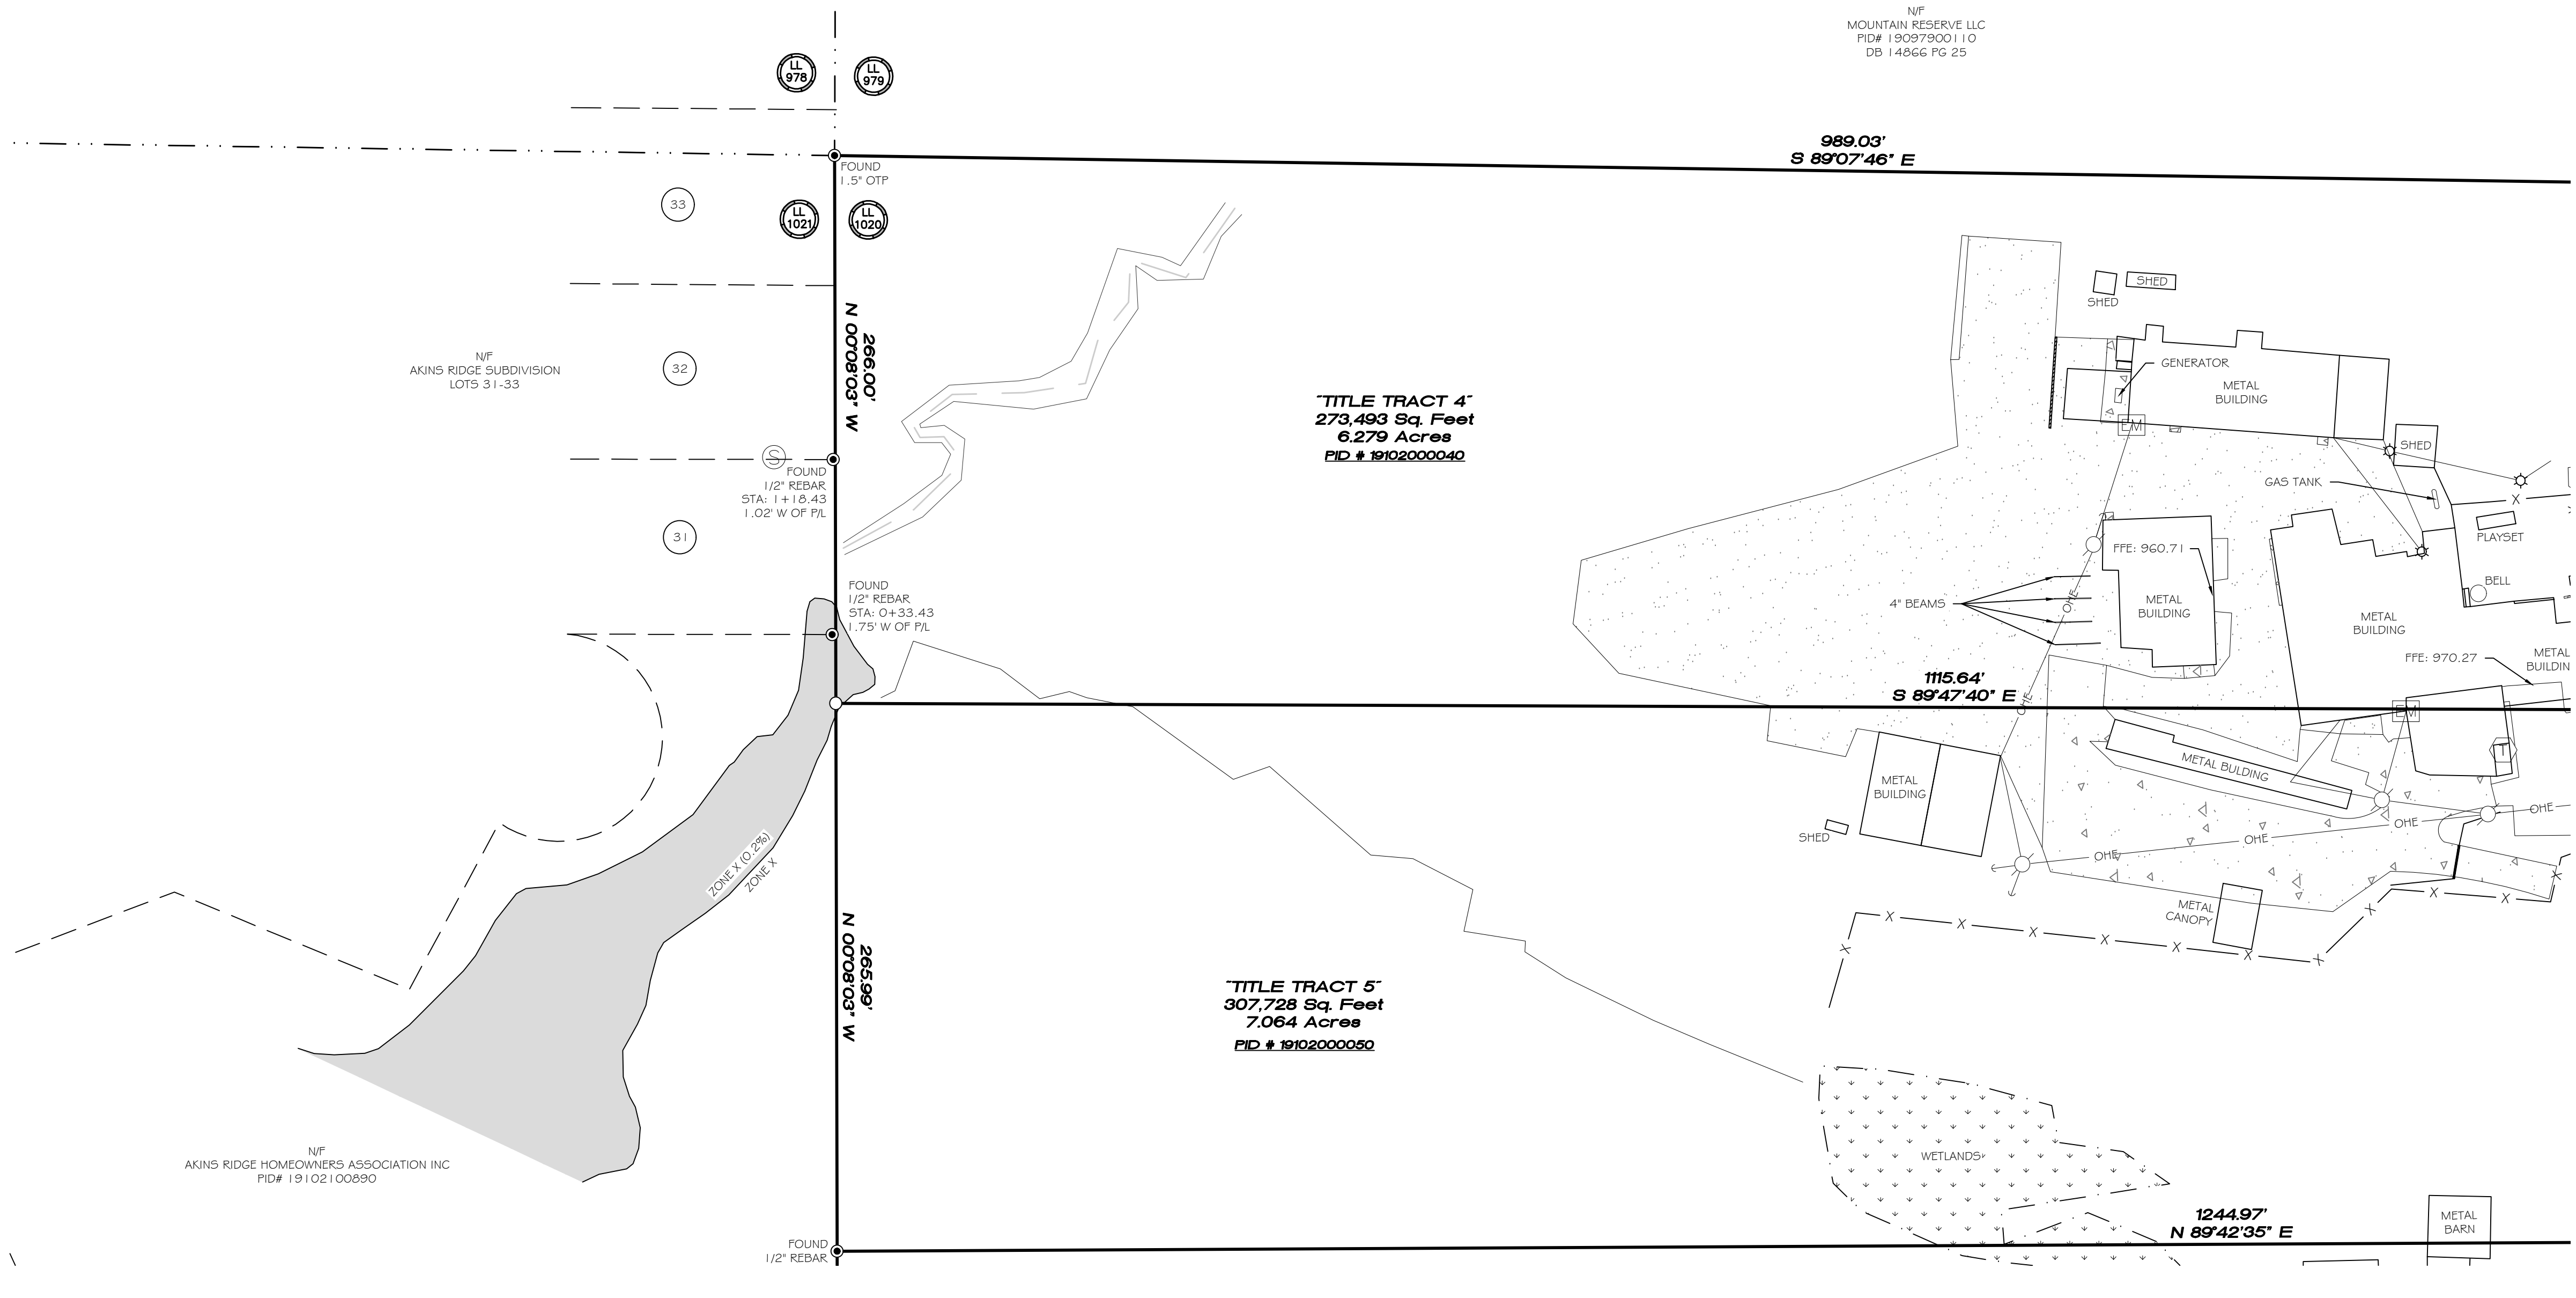 N/F
MOUNTAIN RESERVE LLC
PID# 19097900110
DB 14866 PG 25
LL
978
LL
979
989.03'
S 89°07'46" E
FOUND
1.5" OTP
33
LL
1021
LL
1020
SHED
SHED
266.00'
N 00°08'03" W
N/F
AKINS RIDGE SUBDIVISION
LOTS 31-33
32
GENERATOR
METAL
BUILDING
"TITLE TRACT 4"
273,493 Sq. Feet
6.279 Acres
PID # 19102000040
EM
SHED
S
FOUND
1/2" REBAR
STA: 1+18.43
1.02' W OF P/L
GAS TANK
X
31
PLAYSET
FFE: 960.71
BELL
FOUND
1/2" REBAR
STA: 0+33.43
1.75' W OF P/L
4" BEAMS
OHE
METAL
BUILDING
METAL
BUILDING
METAL
BUILDIN
FFE: 970.27
1115.64'
S 89°47'40" E
OHE
EM
T
METAL BULDING
METAL
BUILDING
SHED
OHE
OHE
OHE
OHE
ZONE X (0.2%)
ZONE X
METAL
CANOPY
X
X
X
X
X
X
X
X
X
X
X
X
265.99'
N 00°08'03" W
"TITLE TRACT 5"
307,728 Sq. Feet
7.064 Acres
PID # 19102000050
N/F
AKINS RIDGE HOMEOWNERS ASSOCIATION INC
PID# 19102100890
WETLANDS
1244.97'
N 89°42'35" E
METAL
BARN
FOUND
1/2" REBAR